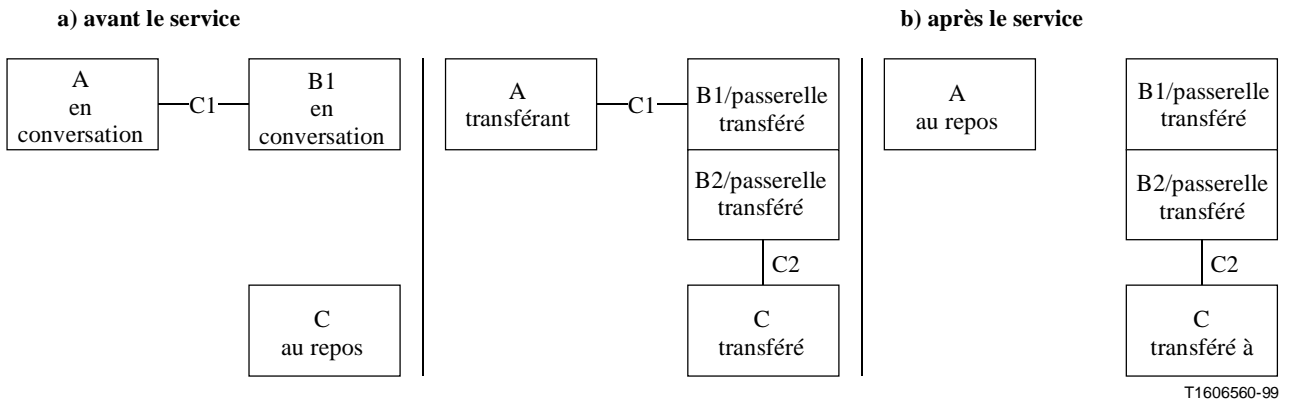 a) avant le service
b) après le service
A
en
conversation
C1
B1
en
conversation
C
au repos
A
transférant
C1
B1/passerelle
transféré
B2/passerelle
transféré
C2
C
transféré
A
au repos
B1/passerelle
transféré
B2/passerelle
transféré
C2
C
transféré à
T1606560-99